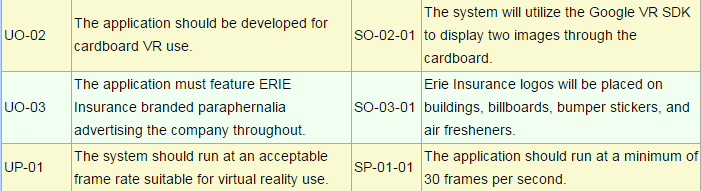 UO-02
The application should be developed for
cardboard VR use.
SO-02-01
The system will utilize the Google VR SDK
to display two images through the
cardboard.
UO-03
The application must feature ERIE
Insurance branded paraphernalia
advertising the company throughout.
SO-03-01
Erie Insurance logos will be placed on
buildings, billboards, bumper stickers, and
air fresheners.
UP-01
The system should run at an acceptable
frame rate suitable for virtual reality use.
SP-01-01
The application should run at a minimum of
30 frames per second.